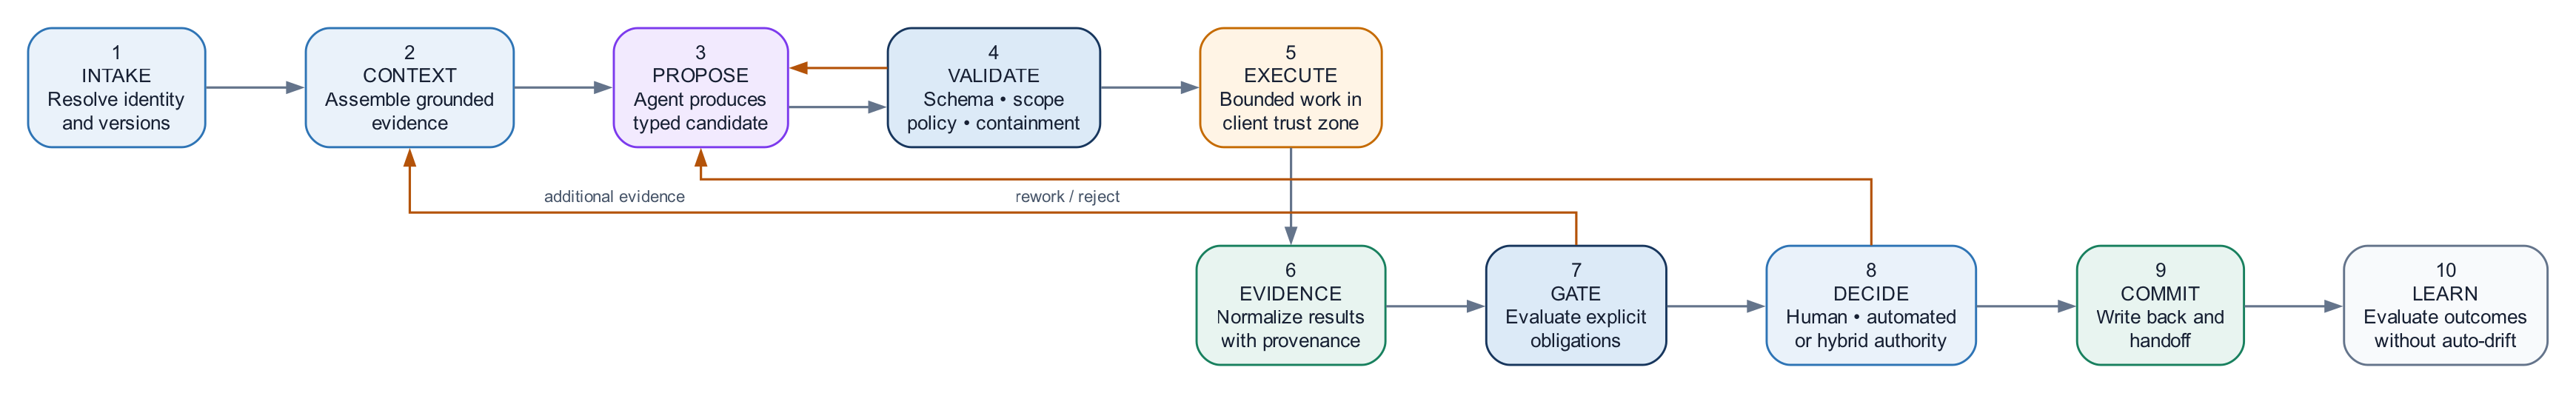 1
INTAKE
Resolve identity
and versions
2
CONTEXT
Assemble grounded
evidence
3
PROPOSE
Agent produces
typed candidate
4
VALIDATE
Schema • scope
policy • containment
5
EXECUTE
Bounded work in
client trust zone
additional evidence
rework / reject
6
EVIDENCE
Normalize results
with provenance
7
GATE
Evaluate explicit
obligations
8
DECIDE
Human • automated
or hybrid authority
9
COMMIT
Write back and
handoff
10
LEARN
Evaluate outcomes
without auto-drift